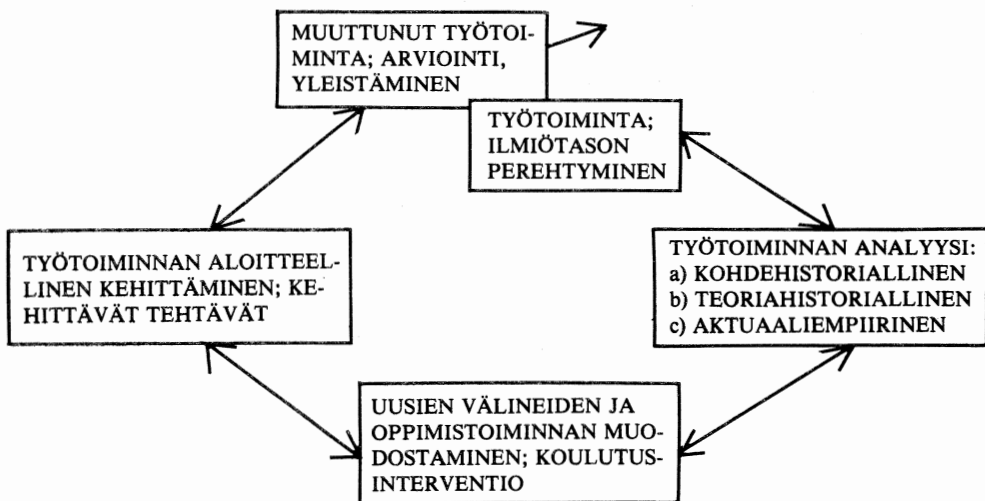 MUUTTUNUT TYÖTOI-
MINTA; ARVIOINTI,
YLEISTÄMINEN
TYÖTOIMINTA;
ILMIÖTASON
PEREHTYMINEN
TYÖTOIMINNAN ANALYYSI:
a) KOHDEHISTORIALLINEN
b) TEORIAHISTORIALLINEN
c) AKTUAALIEMPIIRINEN
UUSIEN VÄLINEIDEN JA
OPPIMISTOIMINNAN MUO-
DOSTAMINEN; KOULUTUS-
INTERVENTIO
TYÖTOIMINNAN ALOITTEEL-
LINEN KEHITTÄMINEN; KE-
HITTÄVÄT TEHTÄVÄT